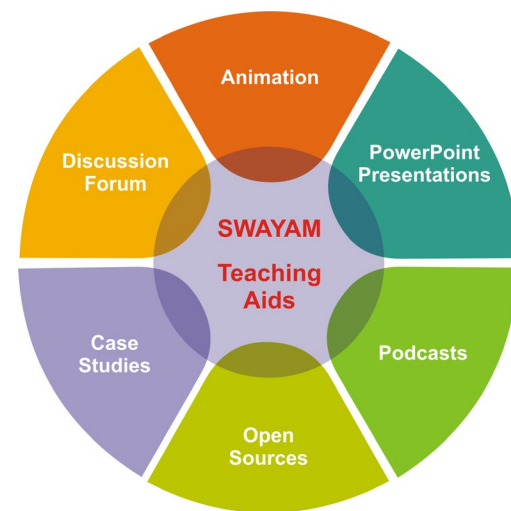 Animation
PowerPoint
Presentations
Podcasts
Open
Sources
Case
Studies
Discussion
Forum
SWAYAM
Teaching
Aids